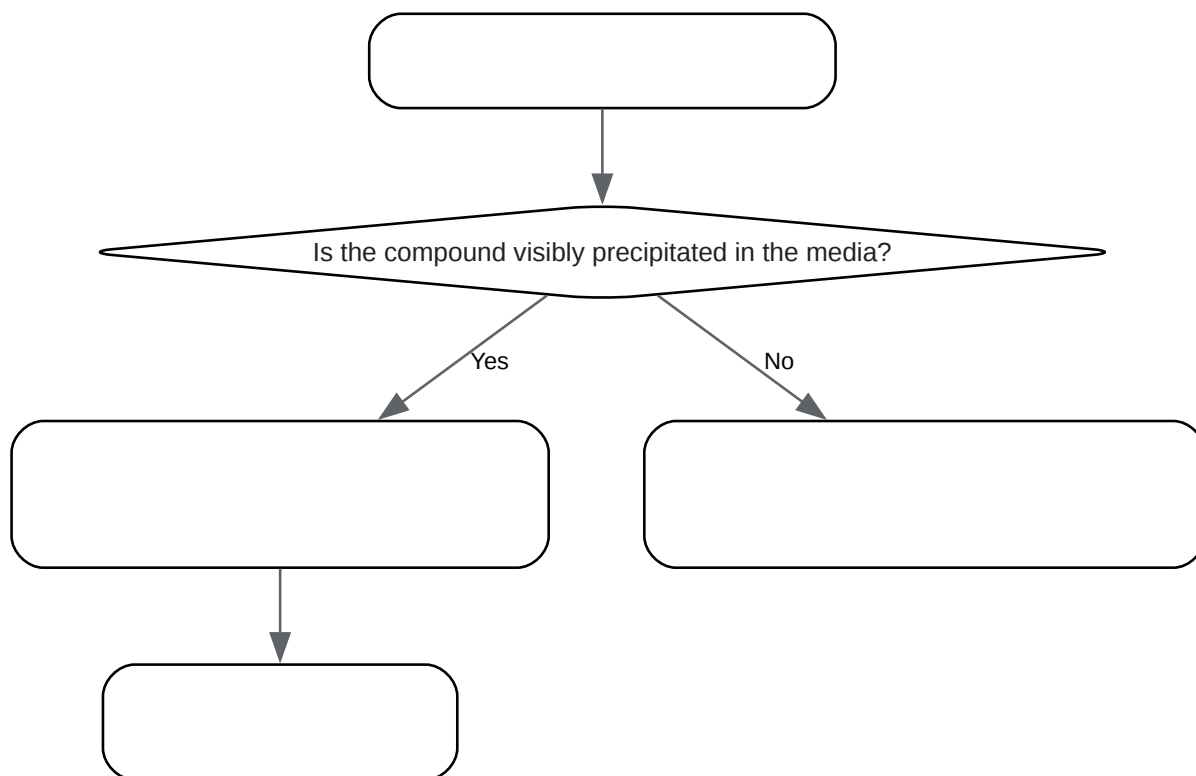 Is the compound visibly precipitated in the media?
Yes
No